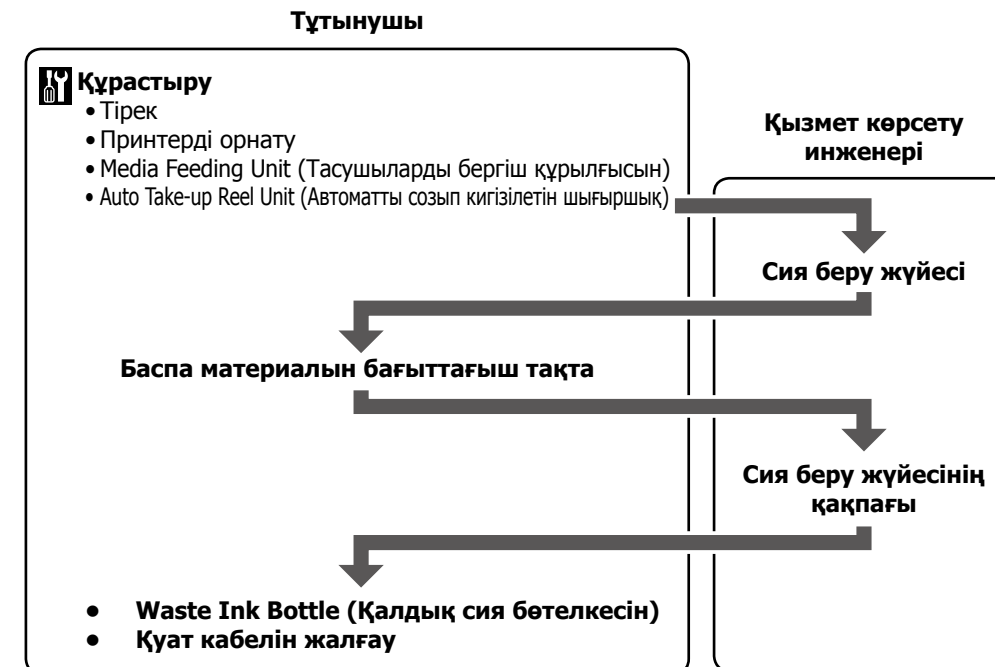 Тұтынушы
Құрастыру
• Тірек
• Принтерді орнату
• Media Feeding Unit (Тасушыларды бергіш құрылғысын)
• Auto Take-up Reel Unit (Автоматты созып кигізілетін шығыршық)
Қызмет көрсету
инженері
Сия беру жүйесі
Баспа материалын бағыттағыш тақта
Сия беру жүйесінің
қақпағы
• Waste Ink Bottle (Қалдық сия бөтелкесін)
• Қуат кабелін жалғау